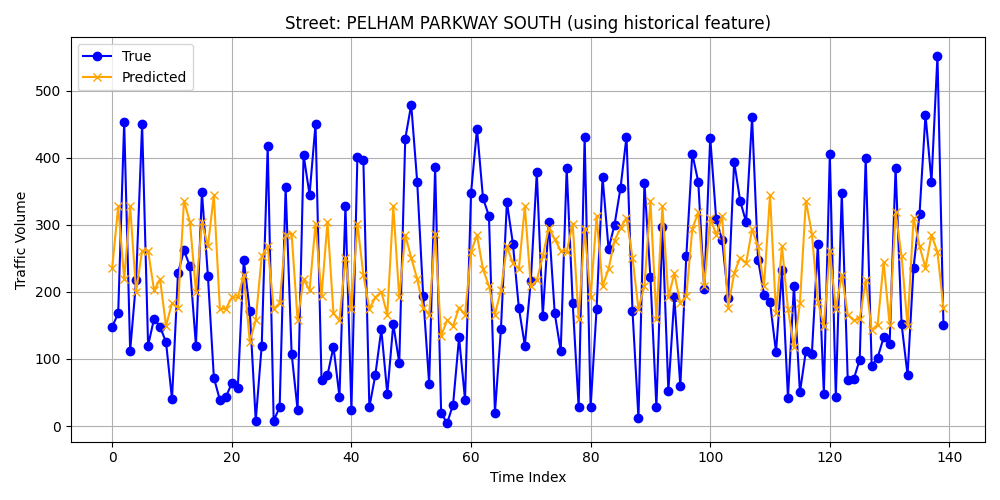 Street: PELHAM PARKWAY SOUTH (using historical feature)
True
Predicted
Traffic Volume
500
400
300
200
100
0
0 20 40 60 80 100 120 140
Time Index